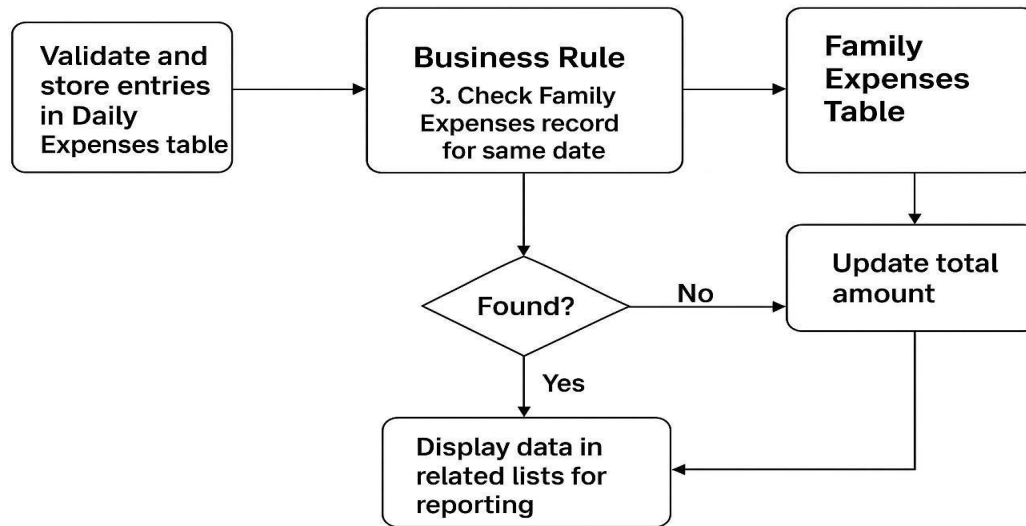 Validate and
store entries
in Daily
Expenses table
Business Rule
3. Check Family
Expenses record
for same date
Family
Expenses
Table
Found?
No
Update total
amount
Yes
Display data in
related lists for
reporting